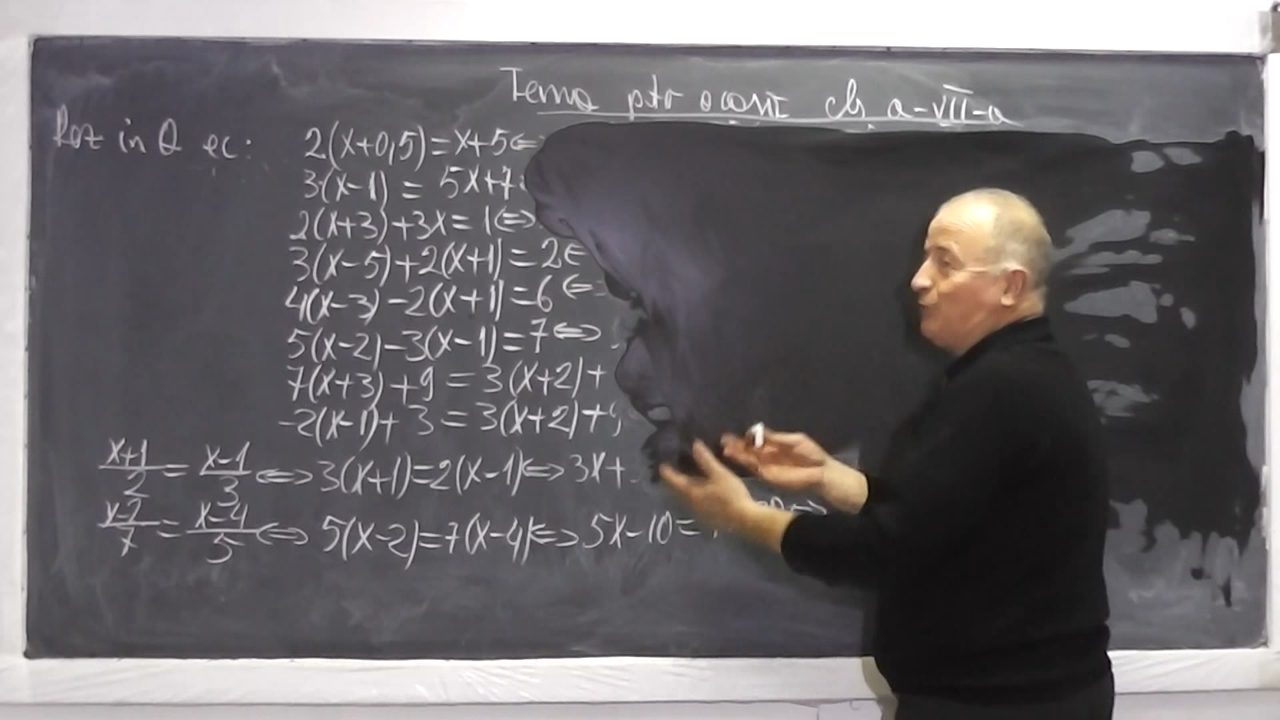 Tema ptr acasă cls a-VII-a
Rez in Q ec:
2(x+0,5)=x+5⇔
3(x-1) = 5x+7
2(x+3)+3x=1⇔
3(x-5)+2(x+1)=2
4(x-3)-2(x+1)=6⇔
5(x-2)-3(x-1)=7⇔
7(x+3)+9=3(x+2)+
-2(x-1)+3=3(x+2)+
x+1/2 = x-1/3 ⇔ 3(x+1)=2(x-1)⇔3x+
x-2/7 = x-4/5 ⇔ 5(x-2)=7(x-4)⇔5x-10=